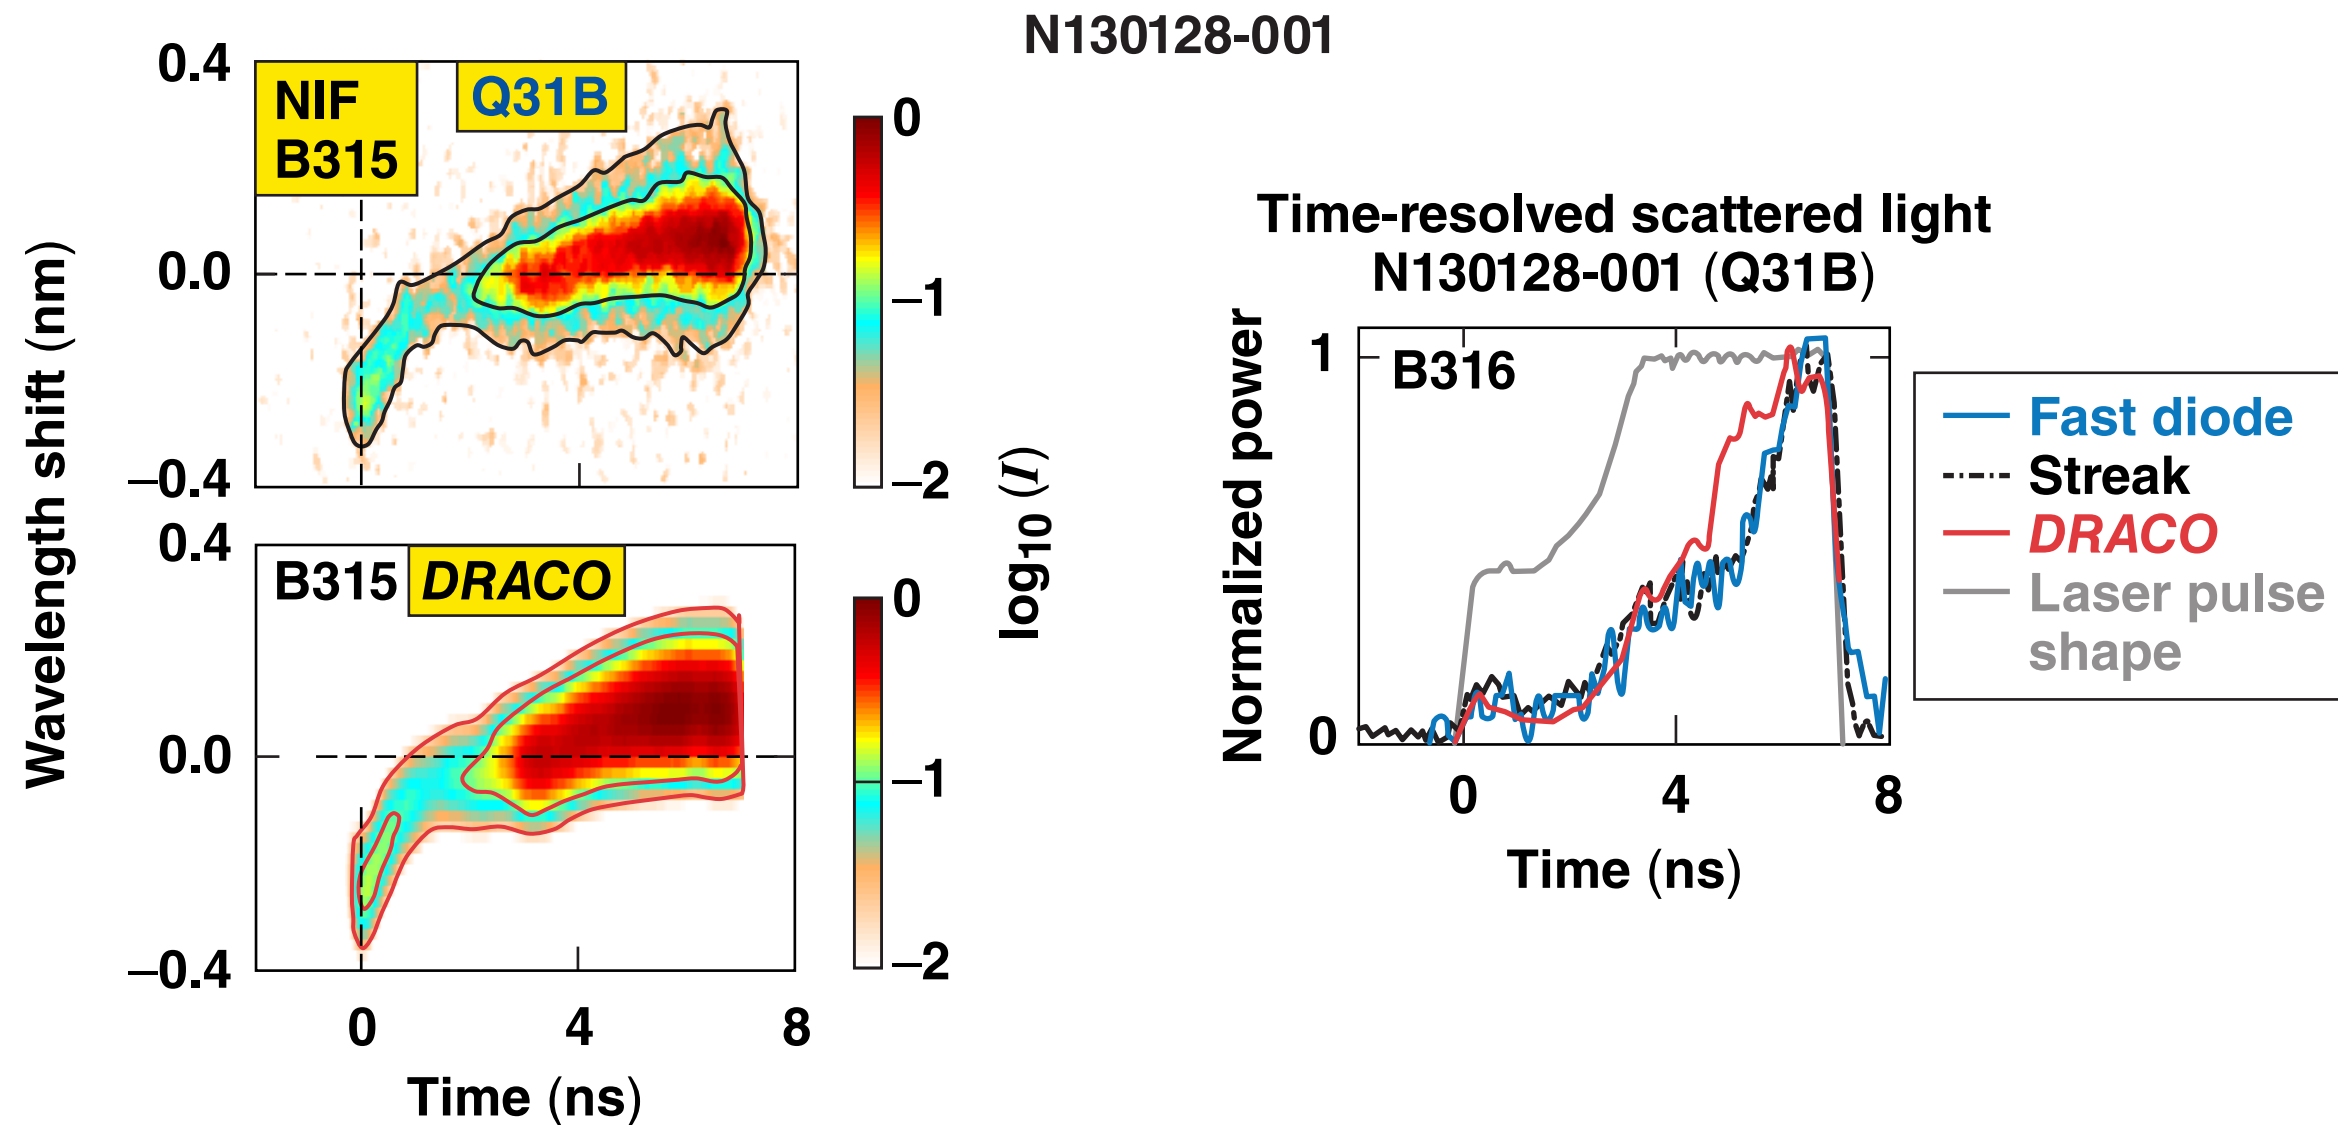 N130128-001
Wavelength shift (nm)
0.4
0.0
–0.4
NIF
B315
Q31B
0
–1
–2
0.4
0.0
–0.4
B315
DRACO
0
–1
–2
log10 (I)
0
4
8
Time (ns)
Time-resolved scattered light
N130128-001 (Q31B)
Normalized power
1
0
B316
0
4
8
Time (ns)
Fast diode
Streak
DRACO
Laser pulse
shape